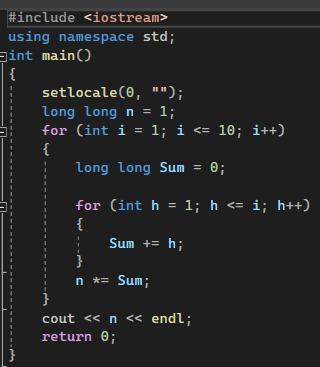 #include <iostream>
using namespace std;
int main()
{
    setlocale(0, "");
    long long n = 1;
    for (int i = 1; i <= 10; i++)
    {
        long long Sum = 0;

        for (int h = 1; h <= i; h++)
        {
            Sum += h;
        }
        n *= Sum;
    }
    cout << n << endl;
    return 0;
}